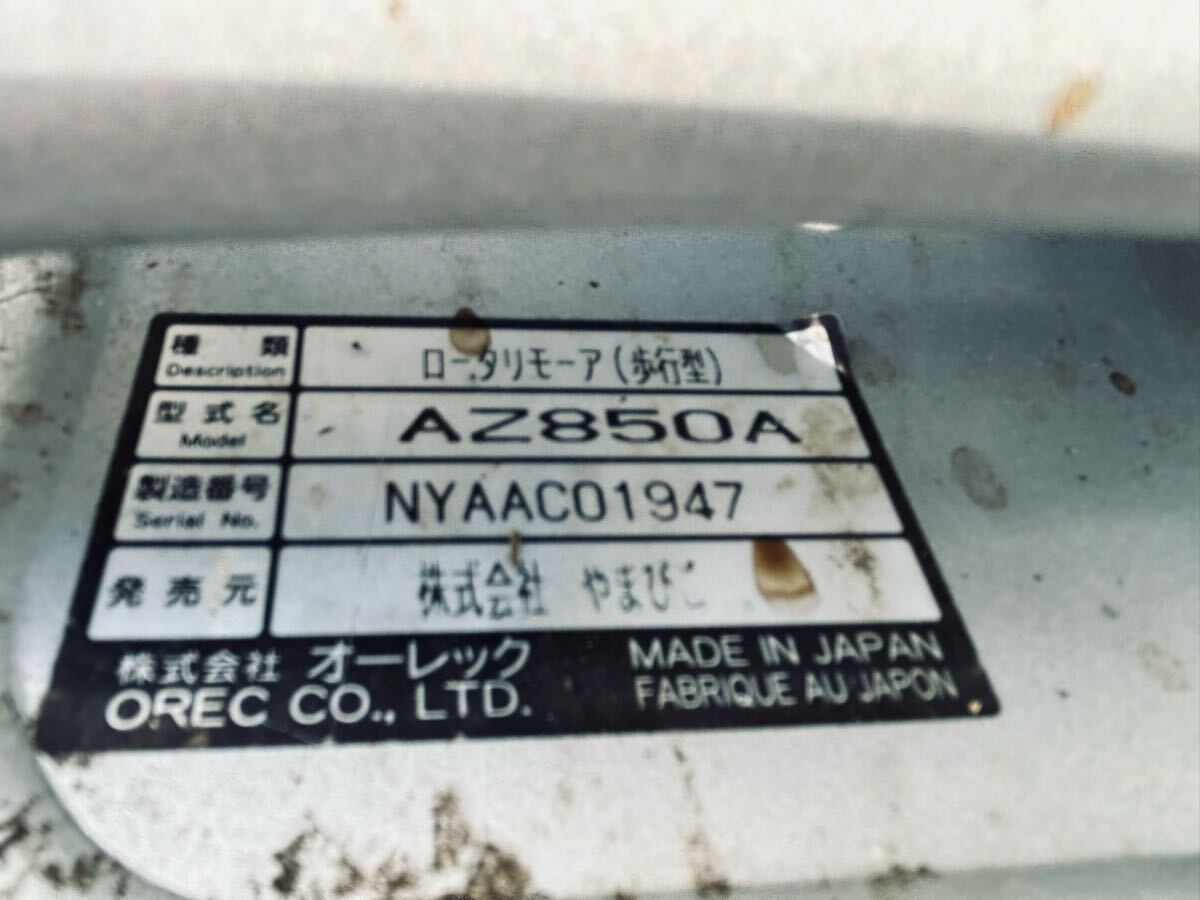 種類 ロータリモーア(歩行型)
Description
型式名 AZ850A
Model
製造番号 NYAAC01947
Serial No.
発売元 株式会社 やまびこ
株式会社 オーレック MADE IN JAPAN
OREC CO., LTD. FABRIQUE AU JAPON